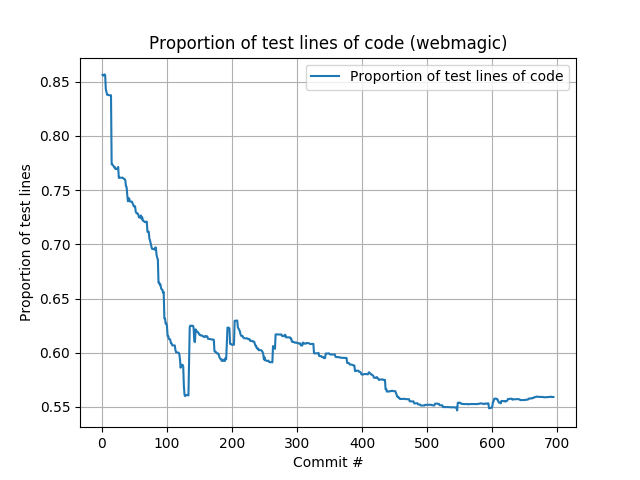 Proportion of test lines of code (webmagic)
Proportion of test lines of code
0.85
0.80
0.75
0.70
0.65
0.60
0.55
Proportion of test lines
0 100 200 300 400 500 600 700
Commit #